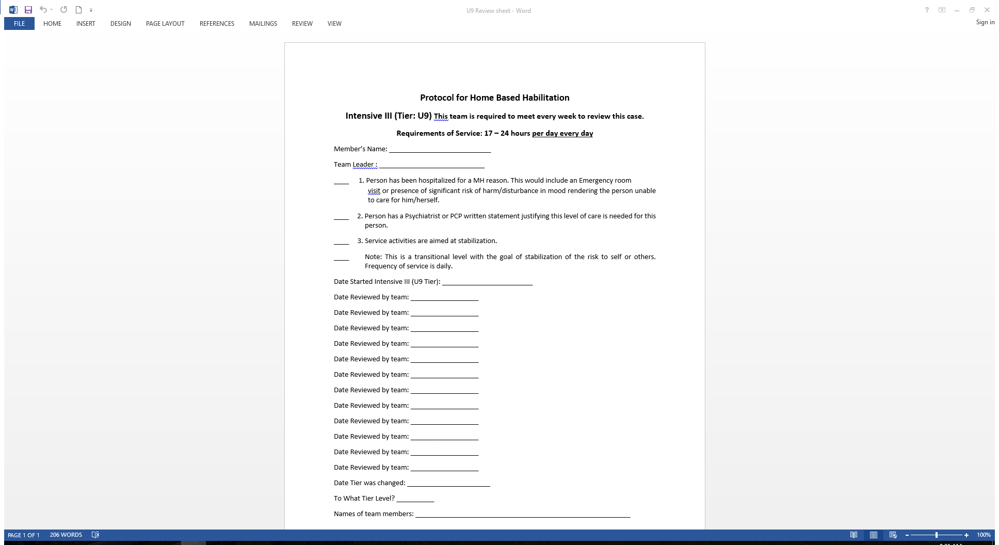 U9 Review sheet - Word
?
Sign in
FILE HOME INSERT DESIGN PAGE LAYOUT REFERENCES MAILINGS REVIEW VIEW
Protocol for Home Based Habilitation
Intensive III (Tier: U9) This team is required to meet every week to review this case.
Requirements of Service: 17 – 24 hours per day every day
Member’s Name: ___________________________
Team Leader : ____________________________
____ 1. Person has been hospitalized for a MH reason. This would include an Emergency room
visit or presence of significant risk of harm/disturbance in mood rendering the person unable
to care for him/herself.
____ 2. Person has a Psychiatrist or PCP written statement justifying this level of care is needed for this
person.
____ 3. Service activities are aimed at stabilization.
____ Note: This is a transitional level with the goal of stabilization of the risk to self or others.
Frequency of service is daily.
Date Started Intensive III (U9 Tier): ________________________
Date Reviewed by team: __________________
Date Reviewed by team: __________________
Date Reviewed by team: __________________
Date Reviewed by team: __________________
Date Reviewed by team: __________________
Date Reviewed by team: __________________
Date Reviewed by team: __________________
Date Reviewed by team: __________________
Date Reviewed by team: __________________
Date Reviewed by team: __________________
Date Reviewed by team: __________________
Date Reviewed by team: __________________
Date Tier was changed: ______________________
To What Tier Level? __________
Names of team members: _________________________________________________________
PAGE 1 OF 1 206 WORDS 100%